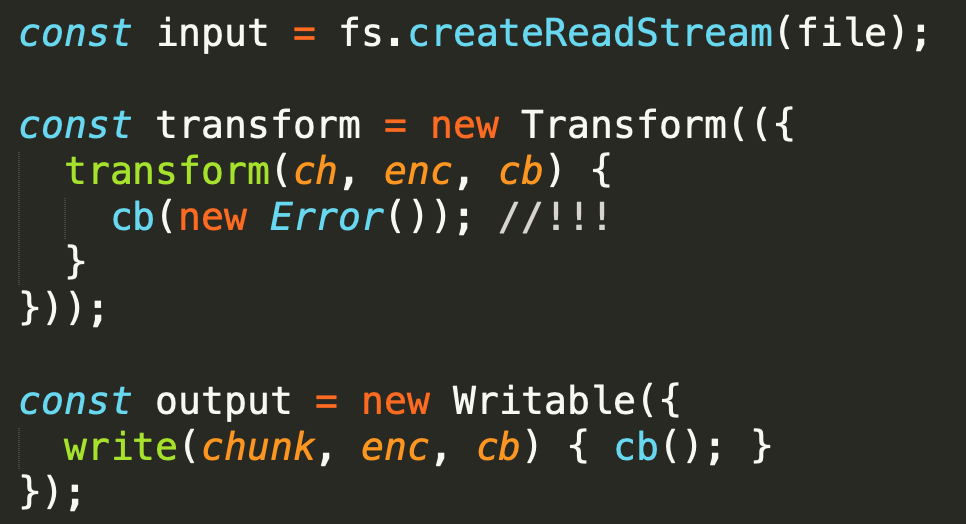 const input = fs.createReadStream(file);
const transform = new Transform(({
transform(ch, enc, cb) {
cb(new Error()); //!!!
}
}));
const output = new Writable({
write(chunk, enc, cb) { cb(); }
});